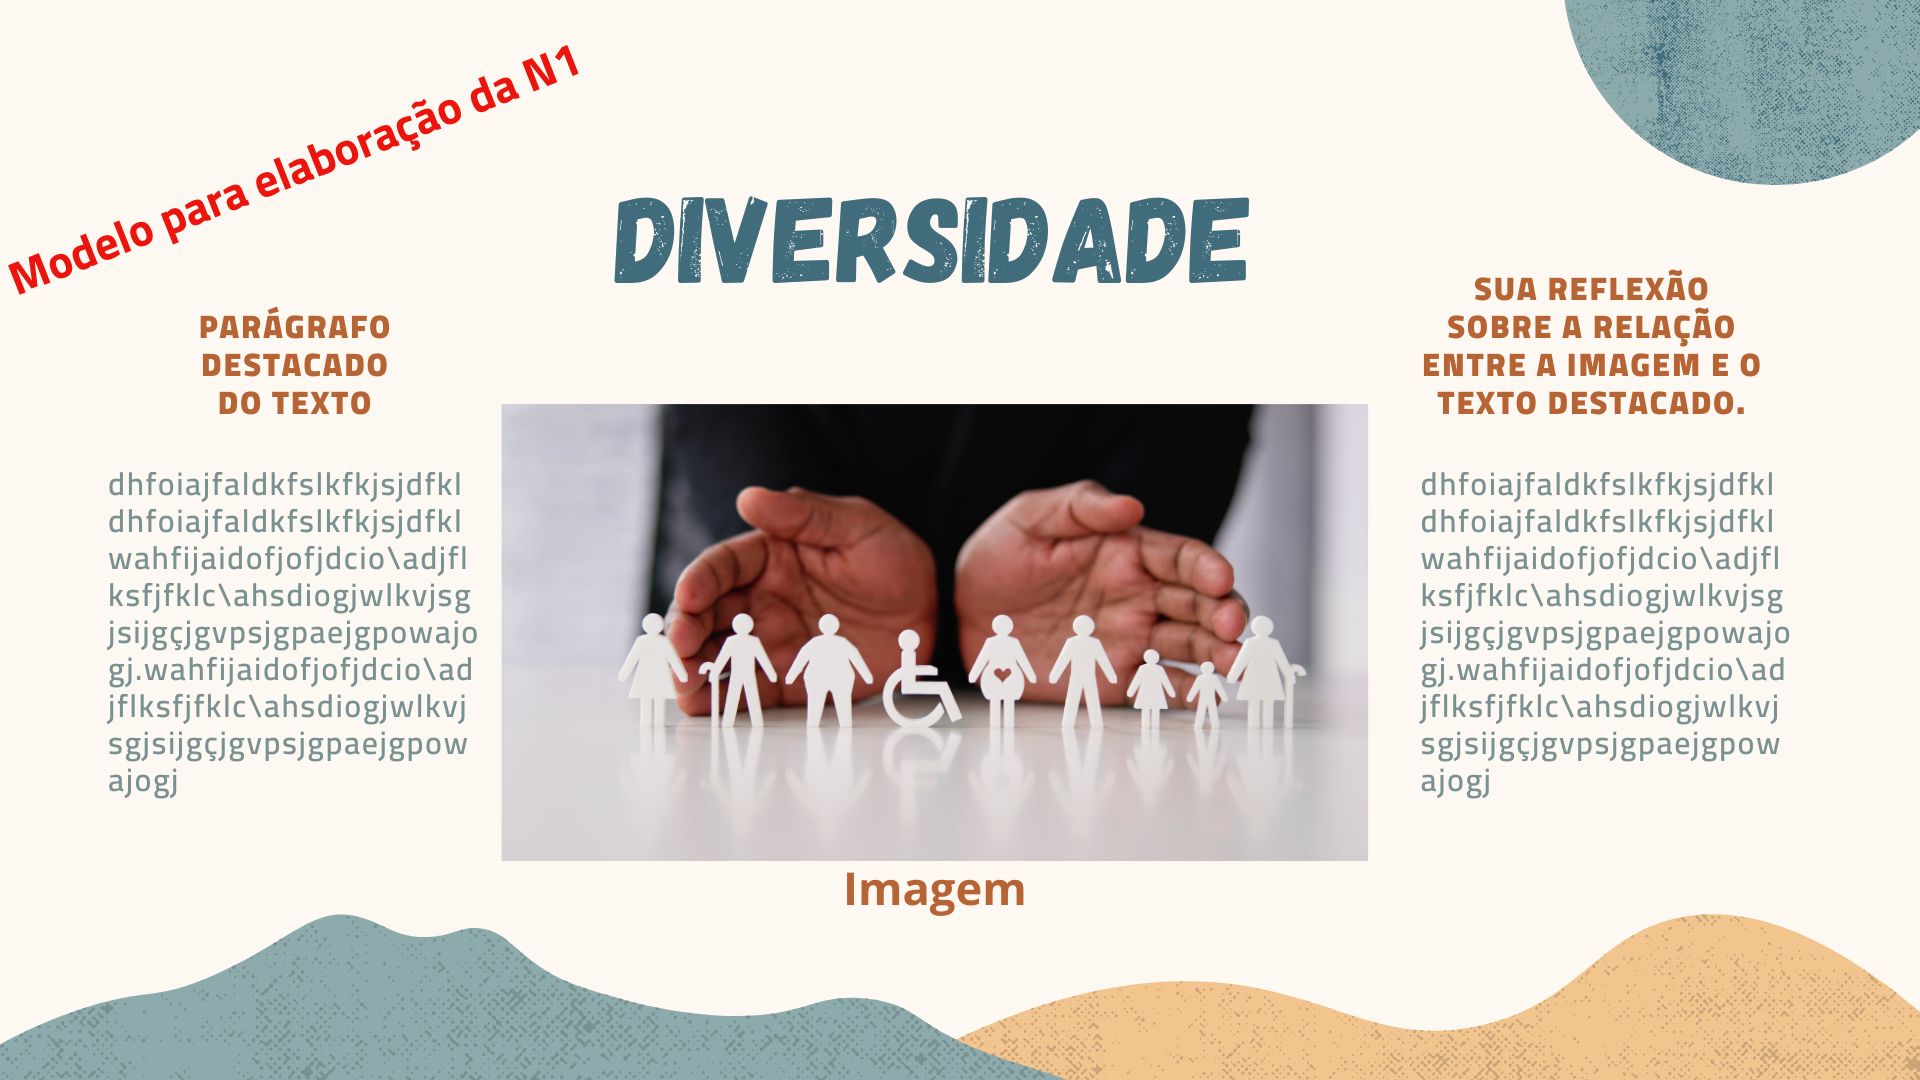 Modelo para elaboração da N1
DIVERSIDADE
PARÁGRAFO
DESTACADO
DO TEXTO
dhfoiajfaldkfslkfkjsjdfkl
dhfoiajfaldkfslkfkjsjdfkl
wahfijaidofjofjdcio\adjfl
ksfjfklc\ahsdiogjwlkvjsg
jsijgçjgvpsjgpaejgpowajo
gj.wahfijaidofjofjdcio\ad
jflksfjfklc\ahsdiogjwlkvj
sgjsijgçjgvpsjgpaejgpow
ajogj
Imagem
SUA REFLEXÃO
SOBRE A RELAÇÃO
ENTRE A IMAGEM E O
TEXTO DESTACADO.
dhfoiajfaldkfslkfkjsjdfkl
dhfoiajfaldkfslkfkjsjdfkl
wahfijaidofjofjdcio\adjfl
ksfjfklc\ahsdiogjwlkvjsg
jsijgçjgvpsjgpaejgpowajo
gj.wahfijaidofjofjdcio\ad
jflksfjfklc\ahsdiogjwlkvj
sgjsijgçjgvpsjgpaejgpow
ajogj